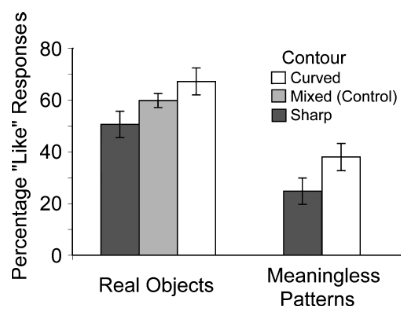 Percentage "Like" Responses
80
60
40
20
0
Contour
Curved
Mixed (Control)
Sharp
Real Objects
Meaningless
Patterns